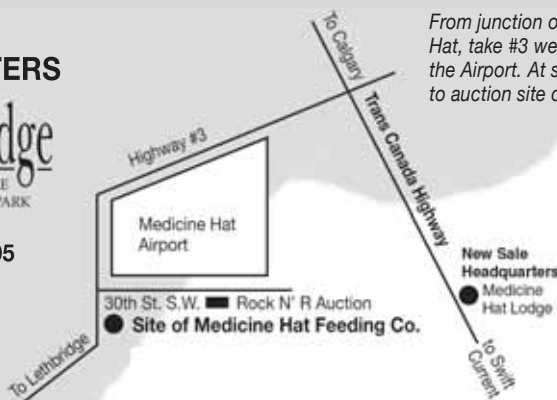 TERS
dge
E
PARK
95
From junction o
Hat, take #3 we
the Airport. At s
to auction site o
To Calgary
Highway #3
Trans Canada Highway
Medicine Hat
Airport
New Sale
Headquarters
Medicine
Hat Lodge
30th St. S.W.
Rock N' R Auction
Site of Medicine Hat Feeding Co.
To Lethbridge
to Swift
Current